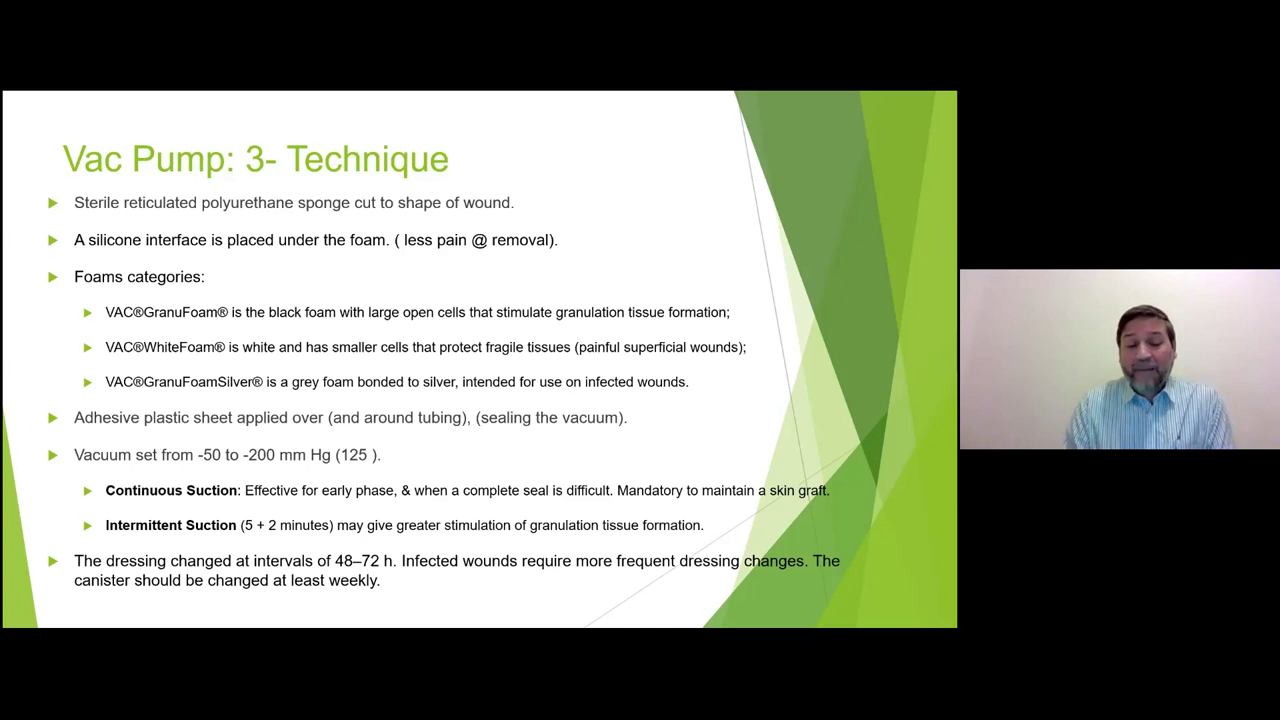 Vac Pump: 3- Technique
Sterile reticulated polyurethane sponge cut to shape of wound.
A silicone interface is placed under the foam. ( less pain @ removal).
Foams categories:
VAC®GranuFoam® is the black foam with large open cells that stimulate granulation tissue formation;
VAC®WhiteFoam® is white and has smaller cells that protect fragile tissues (painful superficial wounds);
VAC®GranuFoamSilver® is a grey foam bonded to silver, intended for use on infected wounds.
Adhesive plastic sheet applied over (and around tubing), (sealing the vacuum).
Vacuum set from -50 to -200 mm Hg (125 ).
Continuous Suction: Effective for early phase, & when a complete seal is difficult. Mandatory to maintain a skin graft.
Intermittent Suction (5 + 2 minutes) may give greater stimulation of granulation tissue formation.
The dressing changed at intervals of 48–72 h. Infected wounds require more frequent dressing changes. The
canister should be changed at least weekly.